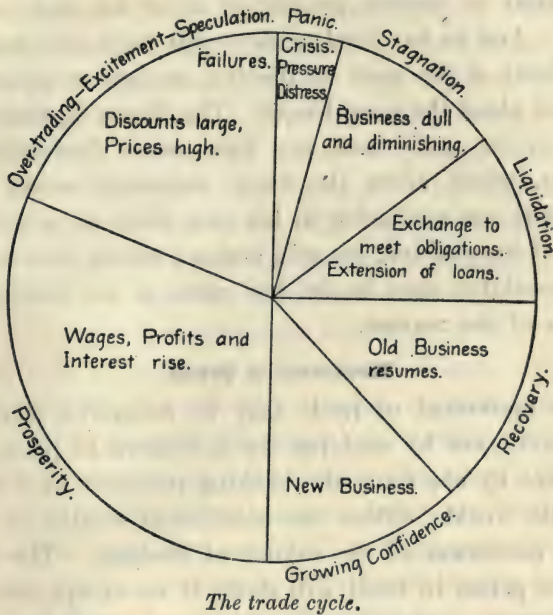 Over-trading-Excitement-Speculation.
Panic.
Stagnation.
Liquidation.
Recovery.
Growing Confidence.
Prosperity.
Failures.
Discounts large,
Prices high.
Crisis.
Pressure
Distress.
Business dull
and diminishing.
Exchange to
meet obligations.
Extension of loans.
Old Business
resumes.
New Business.
Wages, Profits and
Interest rise.
The trade cycle.